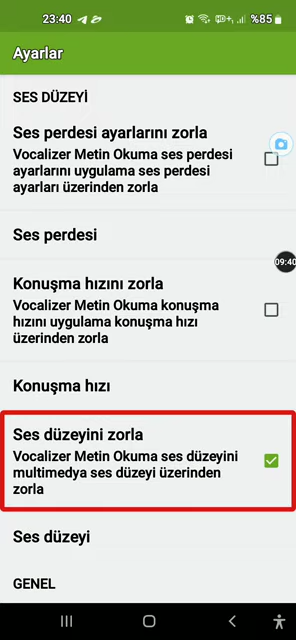 23:40 %85
Ayarlar
SES DÜZEYİ
Ses perdesi ayarlarını zorla
Vocalizer Metin Okuma ses perdesi
ayarlarını uygulama ses perdesi
ayarları üzerinden zorla
Ses perdesi
09:40
Konuşma hızını zorla
Vocalizer Metin Okuma konuşma
hızını uygulama konuşma hızı
üzerinden zorla
Konuşma hızı
Ses düzeyini zorla
Vocalizer Metin Okuma ses düzeyini
multimedya ses düzeyi üzerinden
zorla
Ses düzeyi
GENEL